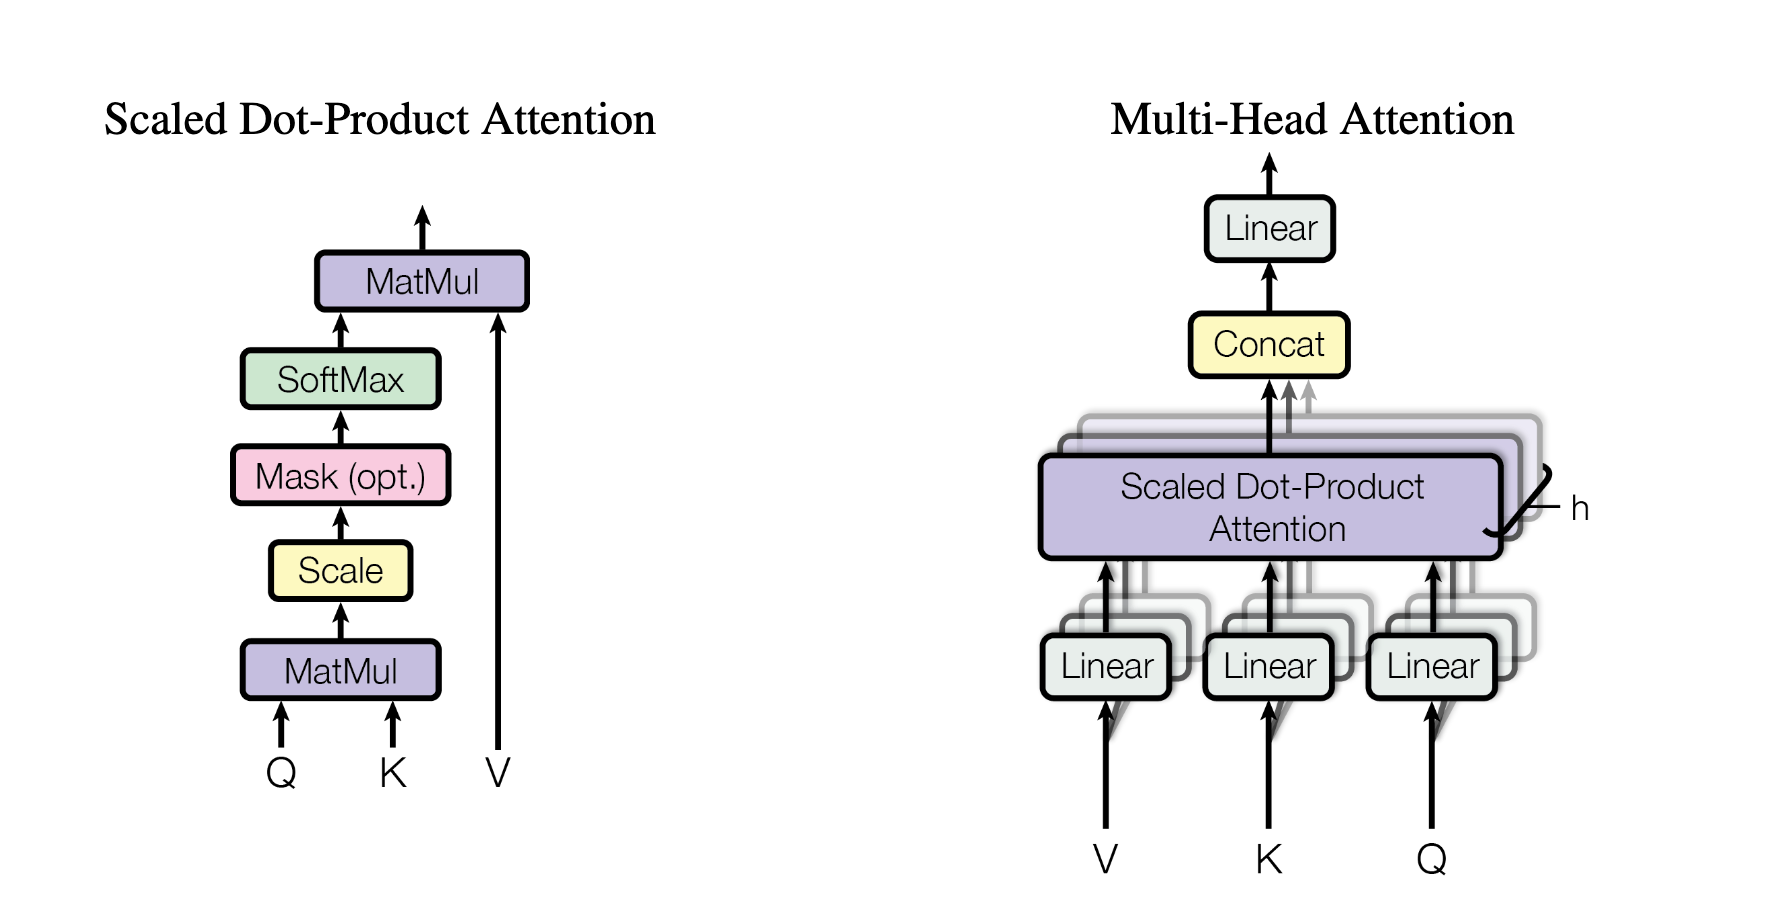 Scaled Dot-Product Attention
MatMul
SoftMax
Mask (opt.)
Scale
MatMul
Q K V
Multi-Head Attention
Linear
Concat
Scaled Dot-Product
Attention
h
Linear Linear Linear
V K Q